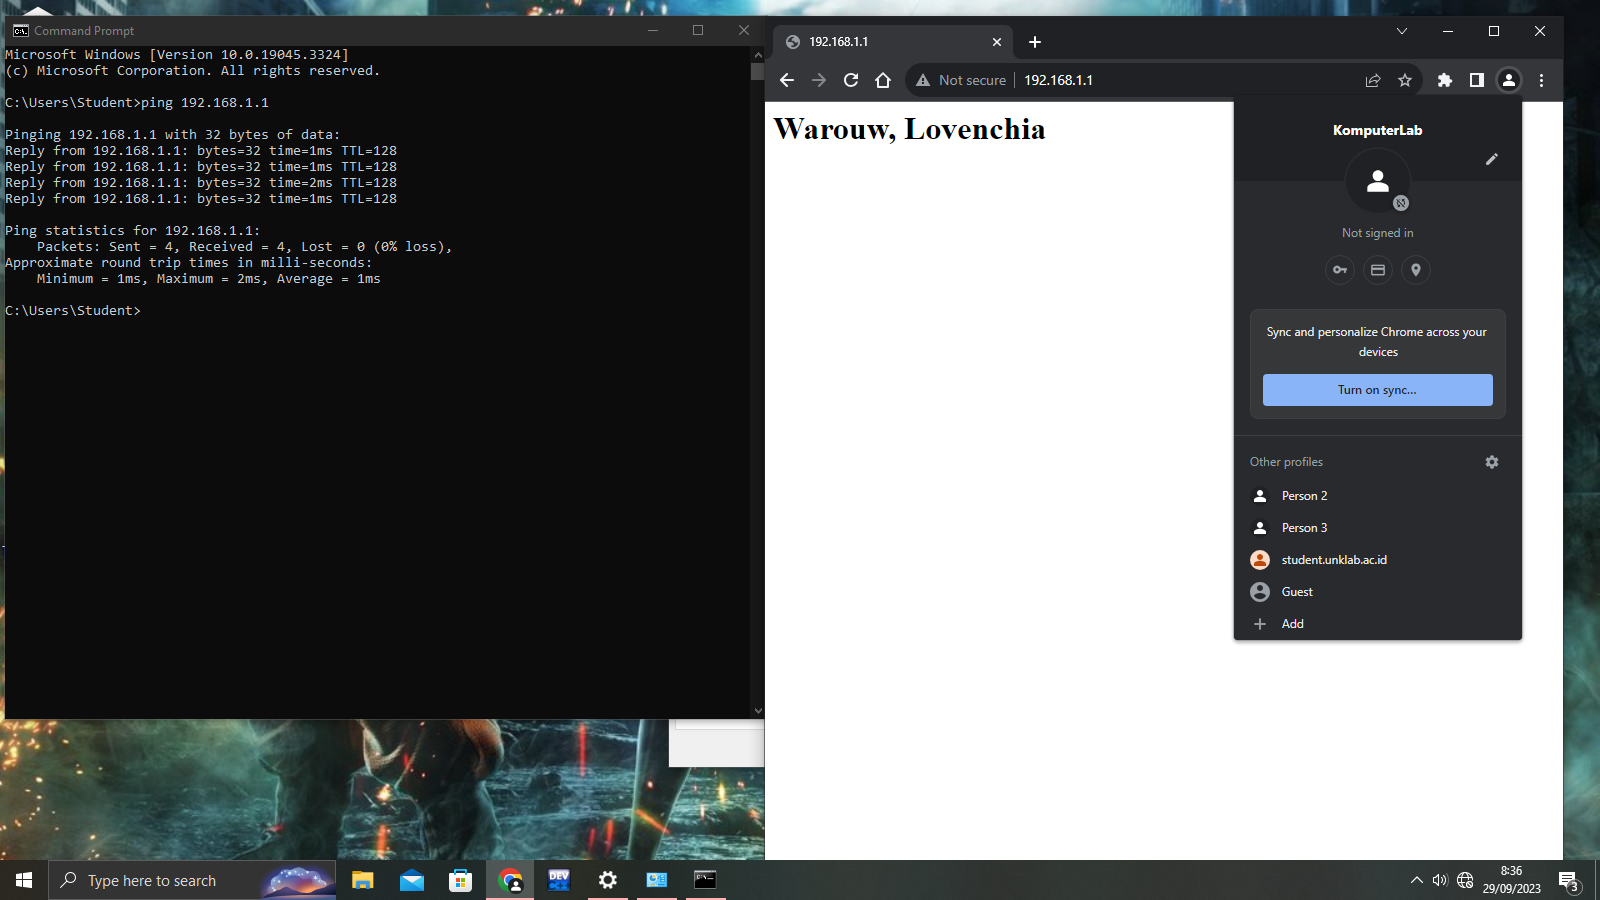 Command Prompt
Microsoft Windows [Version 10.0.19045.3324]
(c) Microsoft Corporation. All rights reserved.
C:\Users\Student>ping 192.168.1.1
Pinging 192.168.1.1 with 32 bytes of data:
Reply from 192.168.1.1: bytes=32 time=1ms TTL=128
Reply from 192.168.1.1: bytes=32 time=1ms TTL=128
Reply from 192.168.1.1: bytes=32 time=2ms TTL=128
Reply from 192.168.1.1: bytes=32 time=1ms TTL=128
Ping statistics for 192.168.1.1:
Packets: Sent = 4, Received = 4, Lost = 0 (0% loss),
Approximate round trip times in milli-seconds:
Minimum = 1ms, Maximum = 2ms, Average = 1ms
C:\Users\Student>
192.168.1.1
Not secure
192.168.1.1
Warouw, Lovenchia
KomputerLab
Not signed in
Sync and personalize Chrome across your
devices
Turn on sync...
Other profiles
Person 2
Person 3
student.unklab.ac.id
Guest
Add
Type here to search
DEV
8:36
29/09/2023
3